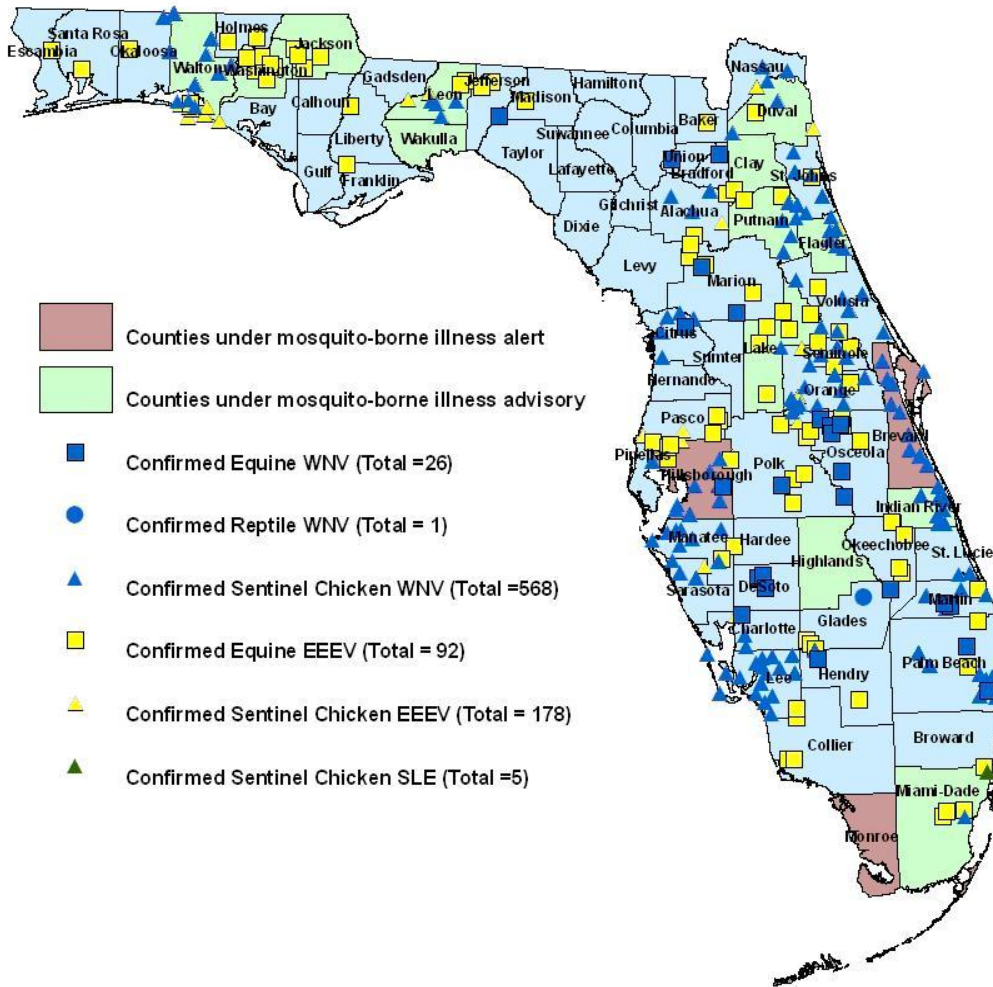 Holmes
Santa Rosa
Jackson
Escambia
Okaloosa
Walton
Washington
Nassau
Gadsden
Jefferson
Hamilton
Leon
Madison
Calhoun
Bay
Duval
Baker
Columbia
Suwannee
Liberty
Wakulla
Taylor
Union
Clay
Bradford
Lafayette
Gulf
Franklin
St. Johns
Gilchrist
Alachua
Putnam
Dixie
Flagler
Levy
Marion
Volusia
Citrus
Lake
Seminole
Sumter
Hernando
Orange
Pasco
Brevard
Osceola
Pinellas
Hillsborough
Polk
Indian River
Manatee
Hardee
Okeechobee
St. Lucie
Highlands
Sarasota
DeSoto
Martin
Charlotte
Glades
Lee
Hendry
Palm Beach
Collier
Broward
Miami-Dade
Monroe
Counties under mosquito-borne illness alert
Counties under mosquito-borne illness advisory
Confirmed Equine WNV (Total =26)
Confirmed Reptile WNV (Total = 1)
Confirmed Sentinel Chicken WNV (Total =568)
Confirmed Equine EEEV (Total = 92)
Confirmed Sentinel Chicken EEEV (Total = 178)
Confirmed Sentinel Chicken SLE (Total =5)